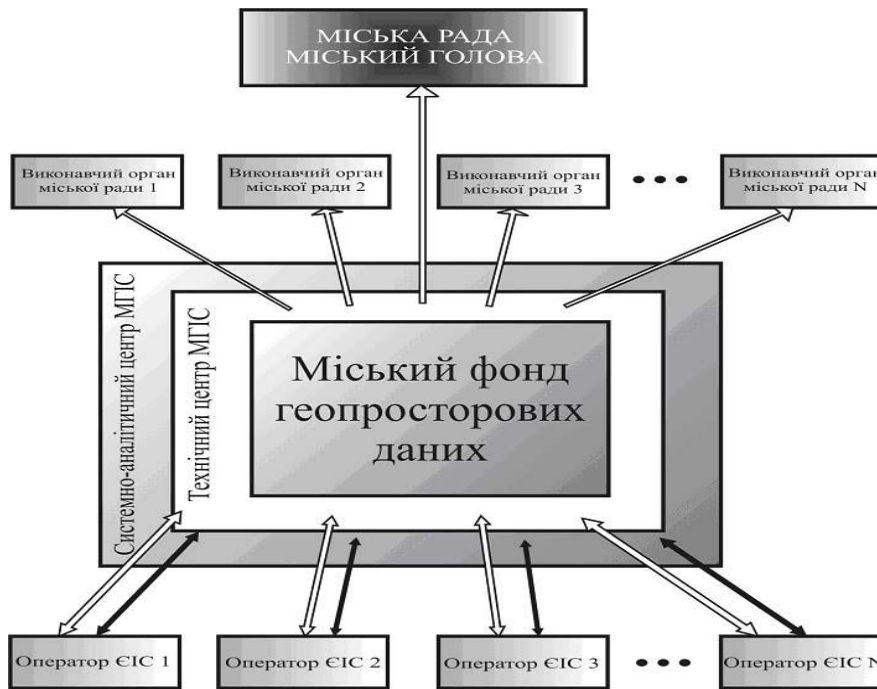 МІСЬКА РАДА
МІСЬКИЙ ГОЛОВА
Виконавчий орган
міської ради 1
Виконавчий орган
міської ради 2
Виконавчий орган
міської ради 3
Виконавчий орган
міської ради N
Системно-аналітичний центр МГІС
Технічний центр МГІС
Міський фонд
геопросторових
даних
Оператор ЄІС 1
Оператор ЄІС 2
Оператор ЄІС 3
Оператор ЄІС N